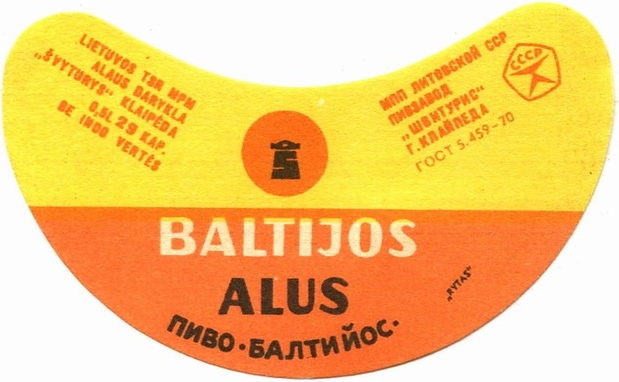 LIETUVOS TSR MPM
ALAUS DARYKLA
„ŠVYTURYS" KLAIPĖDA
0,5L 29 KAP.
BE INDO VERTĖS
МПП ЛИТОВСКОЙ ССР
ПИВЗАВОД
„ШВИТУРИС"
Г. КЛАЙПЕДА
ГОСТ 5.459-70
СССР
BALTIJOS
ALUS
ПИВО·БАЛТИЙОС·
„RYTAS"